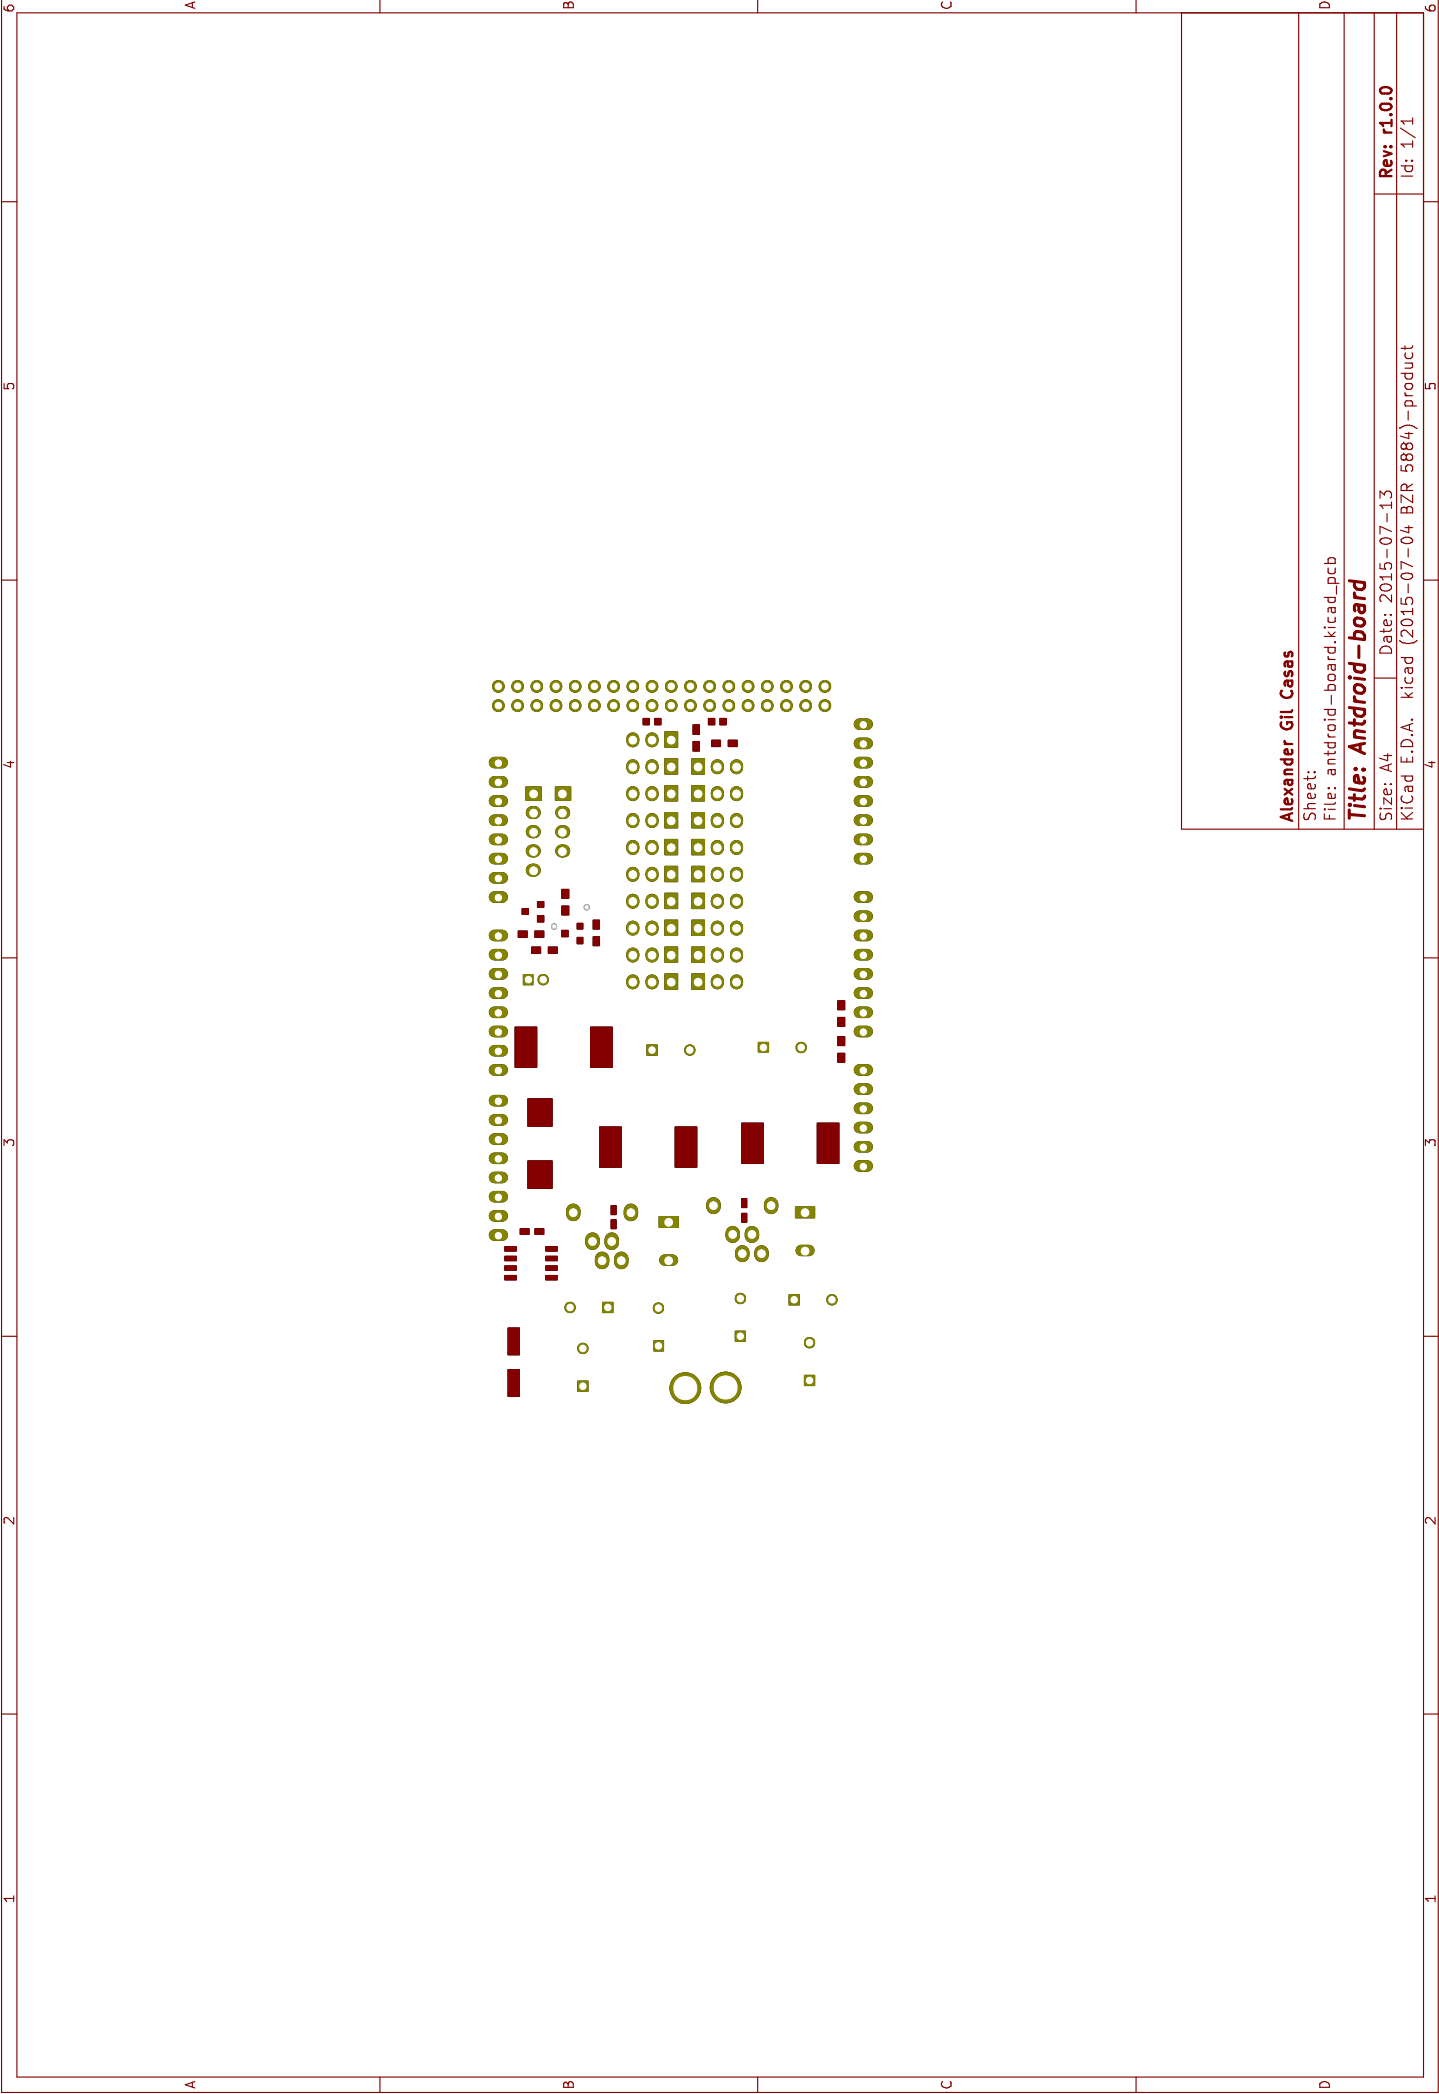 Alexander Gil Casas
Sheet:
File: antdroid-board.kicad_pcb
Title: Antdroid-board
Size: A4
Date: 2015-07-13
Rev: r1.0.0
KiCad E.D.A. kicad (2015-07-04 BZR 5884)-product
Id: 1/1
1
2
3
4
5
6
A
B
C
D
1
2
3
4
5
6
A
B
C
D